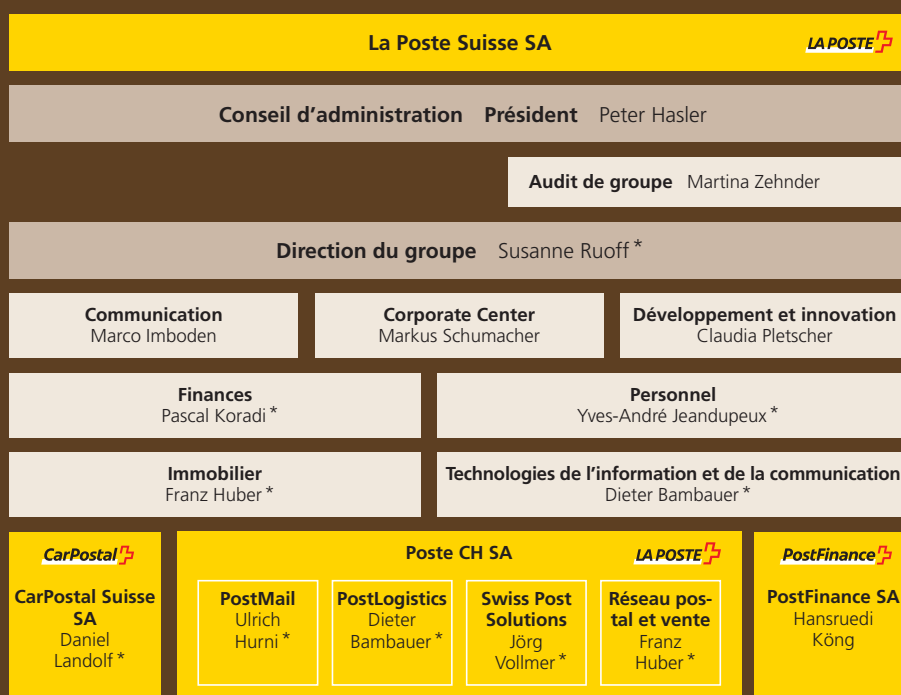 La Poste Suisse SA
LA POSTE
Conseil d'administration Président Peter Hasler
Audit de groupe Martina Zehnder
Direction du groupe Susanne Ruoff *
Communication
Marco Imboden
Corporate Center
Markus Schumacher
Développement et innovation
Claudia Pletscher
Finances
Pascal Koradi *
Personnel
Yves-André Jeandupeux *
Immobilier
Franz Huber *
Technologies de l'information et de la communication
Dieter Bambauer *
CarPostal
CarPostal Suisse
SA
Daniel
Landolf *
Poste CH SA
LA POSTE
PostMail
Ulrich
Hurni *
PostLogistics
Dieter
Bambauer *
Swiss Post
Solutions
Jörg
Vollmer *
Réseau pos-
tal et vente
Franz
Huber *
PostFinance
PostFinance SA
Hansruedi
Köng